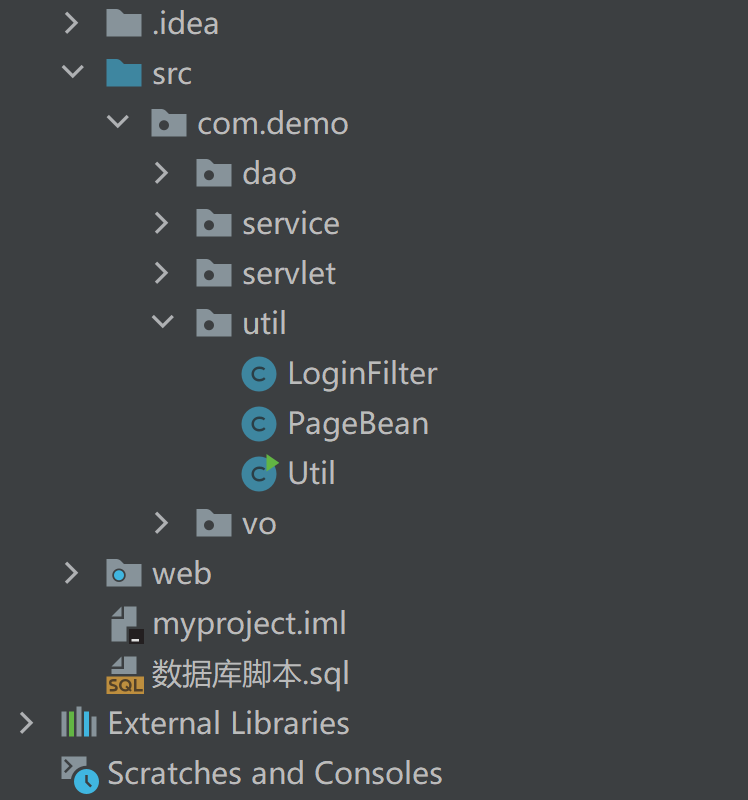 .idea
src
com.demo
dao
service
servlet
util
LoginFilter
PageBean
Util
vo
web
myproject.iml
数据库脚本.sql
External Libraries
Scratches and Consoles